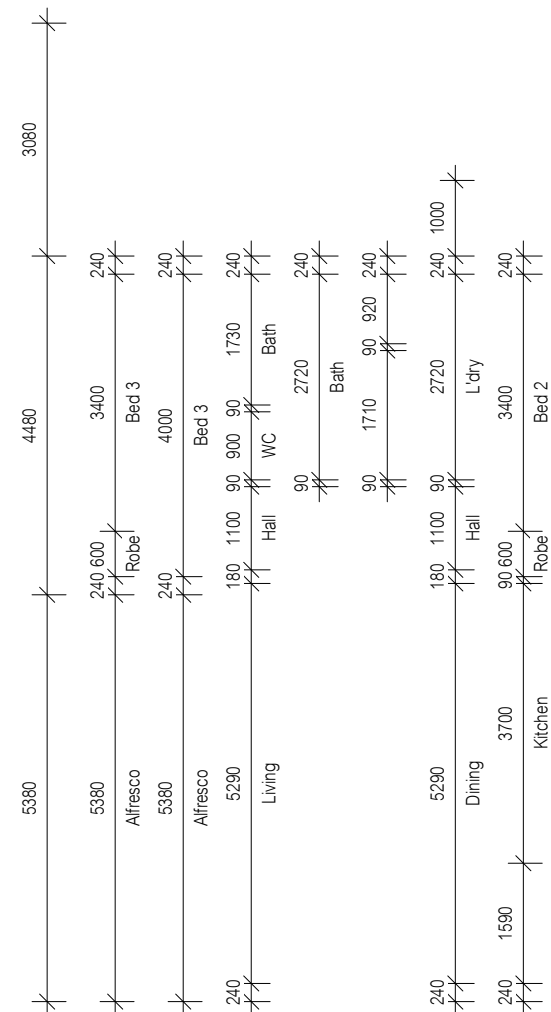 3080
4480
5380
240
3400
Bed 3
600
Robe
240
5380
Alfresco
240
4000
Bed 3
240
5380
Alfresco
240
1730
Bath
90
900
WC
90
1100
Hall
180
5290
Living
240
240
2720
Bath
90
240
920
90
1710
90
1000
240
2720
L'dry
90
1100
Hall
180
5290
Dining
240
240
3400
Bed 2
600
Robe
90
3700
Kitchen
1590
240